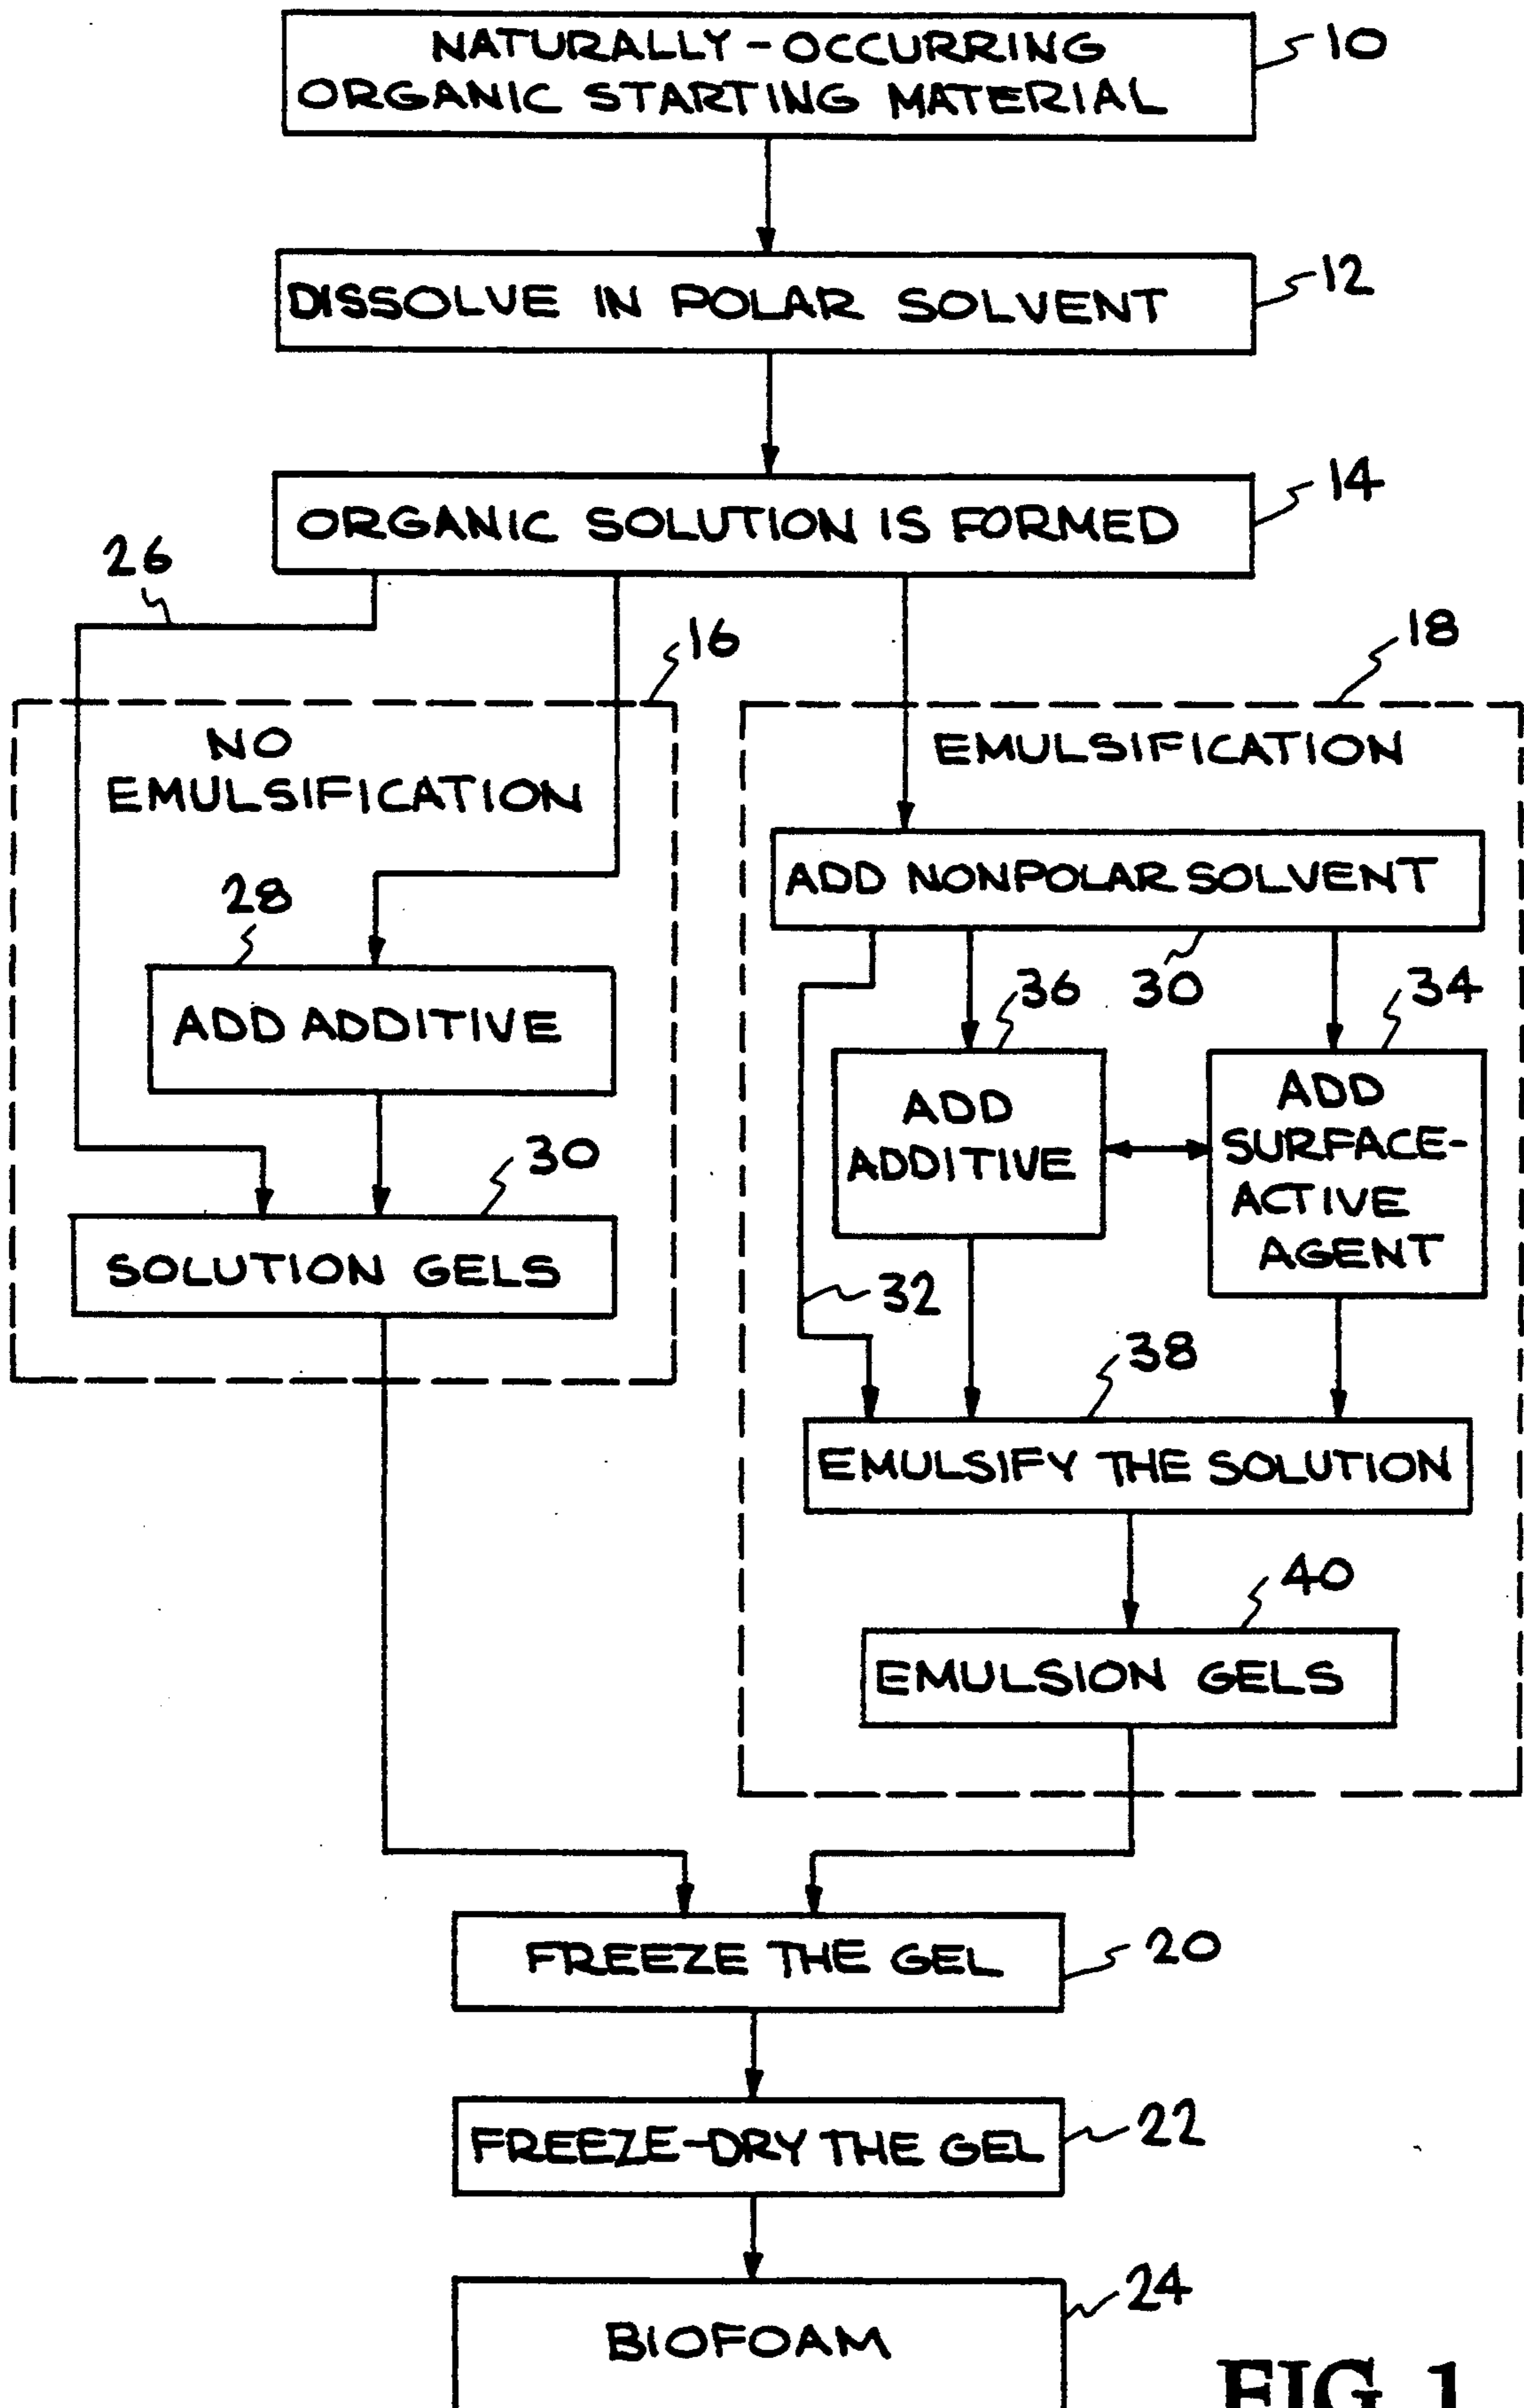 NATURALLY-OCCURRING
ORGANIC STARTING MATERIAL
10
DISSOLVE IN POLAR SOLVENT
12
ORGANIC SOLUTION IS FORMED
14
26
16
18
NO
EMULSIFICATION
28
ADD ADDITIVE
30
SOLUTION GELS
EMULSIFICATION
ADD NONPOLAR SOLVENT
30
36
34
ADD
ADDITIVE
ADD
SURFACE-
ACTIVE
AGENT
32
38
EMULSIFY THE SOLUTION
40
EMULSION GELS
FREEZE THE GEL
20
FREEZE-DRY THE GEL
22
BIOFOAM
24
FIG. 1